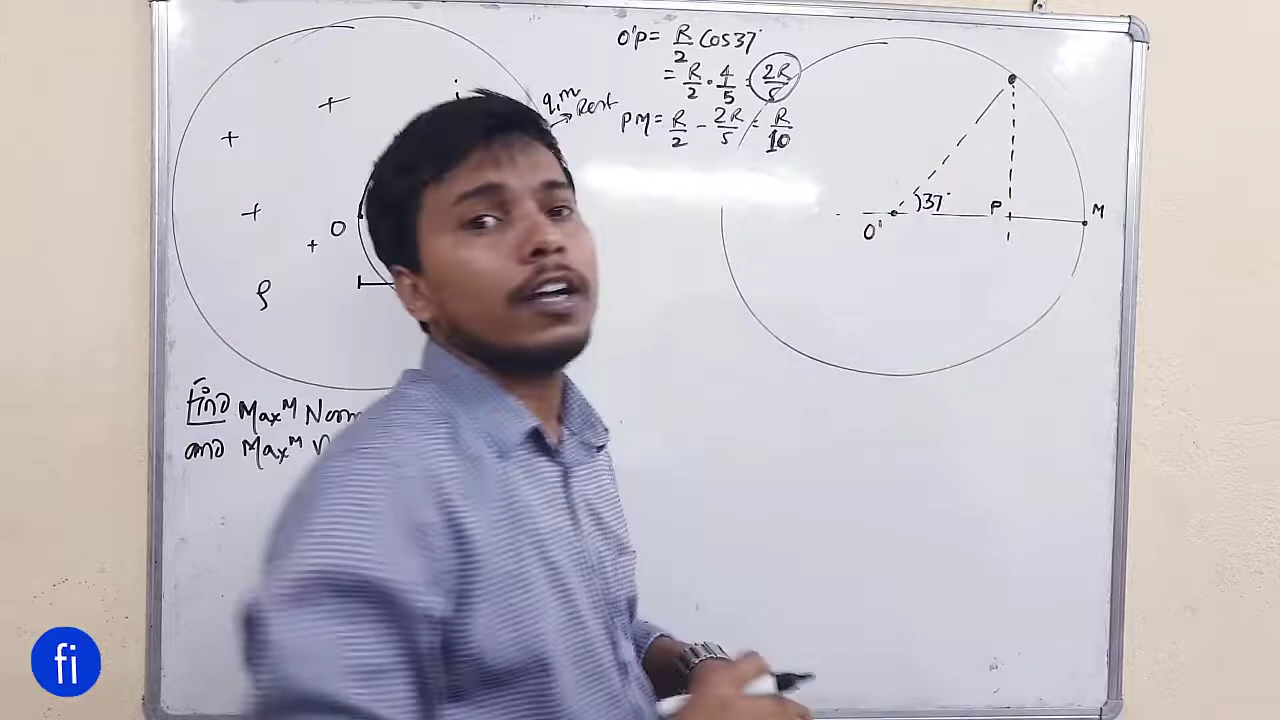 O'P = R/2 Cos37°
= R/2 · 4/5 = 2R/5
PM = R/2 - 2R/5 = R/10
q, m
Rest
+
+
+
+
O
ρ
37°
P
M
O'
Find Max^M
and Max^M
fi